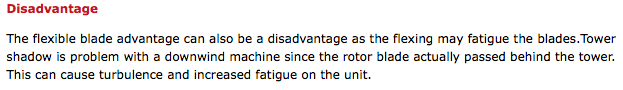 Disadvantage
The flexible blade advantage can also be a disadvantage as the flexing may fatigue the blades.Tower
shadow is problem with a downwind machine since the rotor blade actually passed behind the tower.
This can cause turbulence and increased fatigue on the unit.